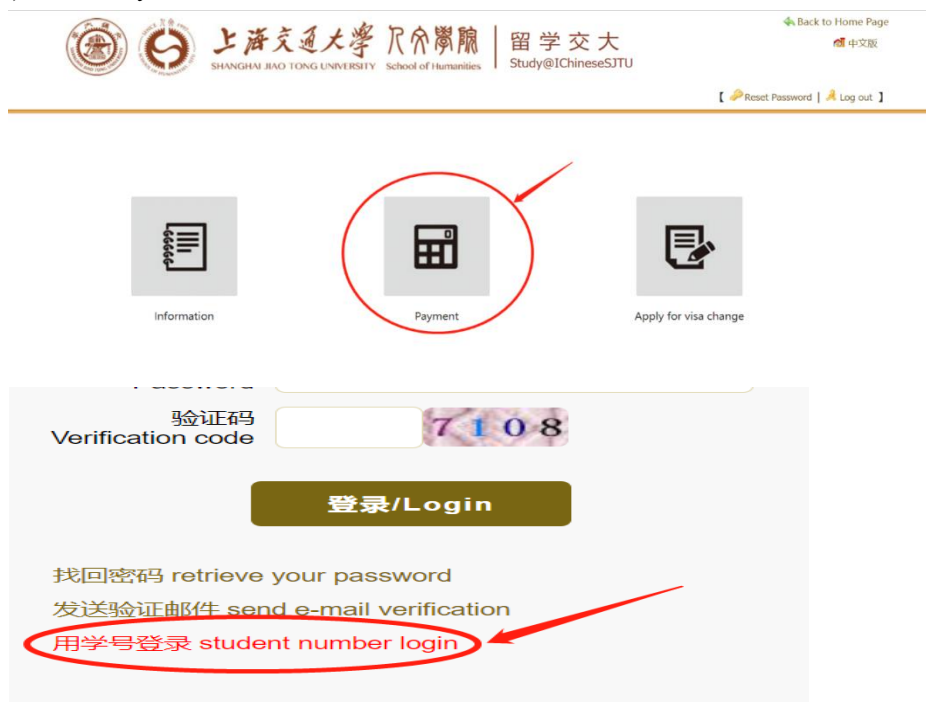 Back to Home Page
中文版
上海交通大学 人文学院
SHANGHAI JIAO TONG UNIVERSITY School of Humanities
留学交大
Study@IChineseSJTU
【 Reset Password | Log out 】
Information
Payment
Apply for visa change
验证码
Verification code
7108
登录/Login
找回密码 retrieve your password
发送验证邮件 send e-mail verification
用学号登录 student number login